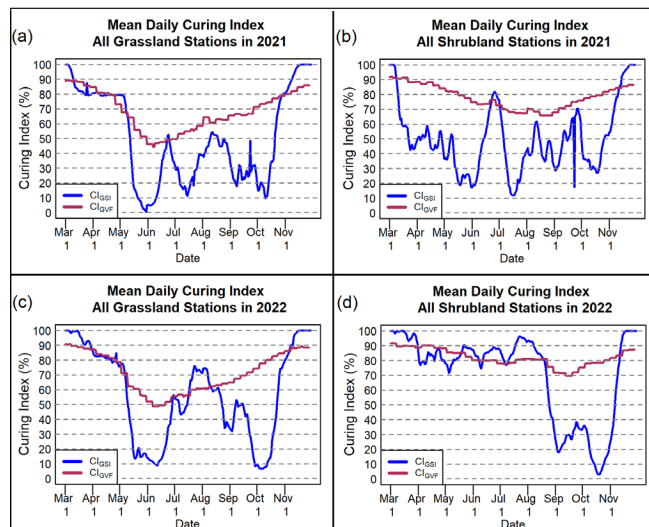 (a)
Mean Daily Curing Index
All Grassland Stations in 2021
Curing Index (%)
100
90
80
70
60
50
40
30
20
10
0
CIGSI
CIGVF
Mar Apr May Jun Jul Aug Sep Oct Nov
1 1 1 1 1 1 1 1 1
Date
(b)
Mean Daily Curing Index
All Shrubland Stations in 2021
Curing Index (%)
100
90
80
70
60
50
40
30
20
10
0
CIGSI
CIGVF
Mar Apr May Jun Jul Aug Sep Oct Nov
1 1 1 1 1 1 1 1 1
Date
(c)
Mean Daily Curing Index
All Grassland Stations in 2022
Curing Index (%)
100
90
80
70
60
50
40
30
20
10
0
CIGSI
CIGVF
Mar Apr May Jun Jul Aug Sep Oct Nov
1 1 1 1 1 1 1 1 1
Date
(d)
Mean Daily Curing Index
All Shrubland Stations in 2022
Curing Index (%)
100
90
80
70
60
50
40
30
20
10
0
CIGSI
CIGVF
Mar Apr May Jun Jul Aug Sep Oct Nov
1 1 1 1 1 1 1 1 1
Date